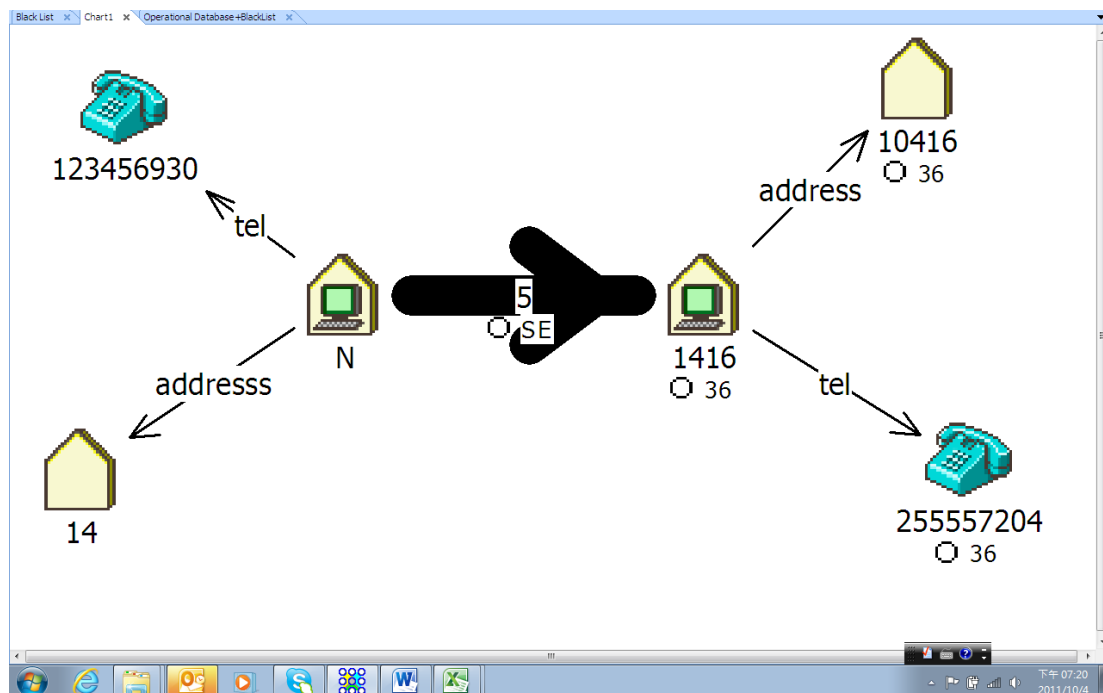 Black List
Chart1
Operational Database+BlackList
123456930
10416
36
address
tel
5
SE
N
1416
36
addresss
tel
14
255557204
36
下午 07:20
2011/10/4